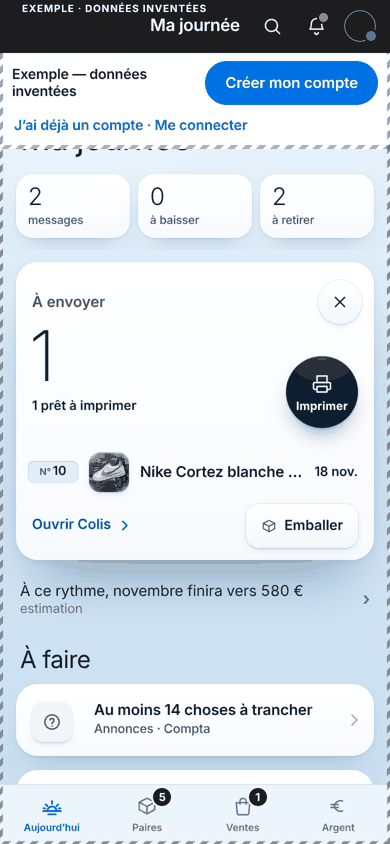 EXEMPLE · DONNÉES INVENTÉES
Ma journée
Exemple — données
inventées
Créer mon compte
J'ai déjà un compte · Me connecter
2
messages
0
à baisser
2
à retirer
À envoyer
1
1 prêt à imprimer
Imprimer
N° 10
Nike Cortez blanche ...
18 nov.
Ouvrir Colis
Emballer
À ce rythme, novembre finira vers 580 €
estimation
À faire
Au moins 14 choses à trancher
Annonces · Compta
5
1
Aujourd'hui
Paires
Ventes
Argent